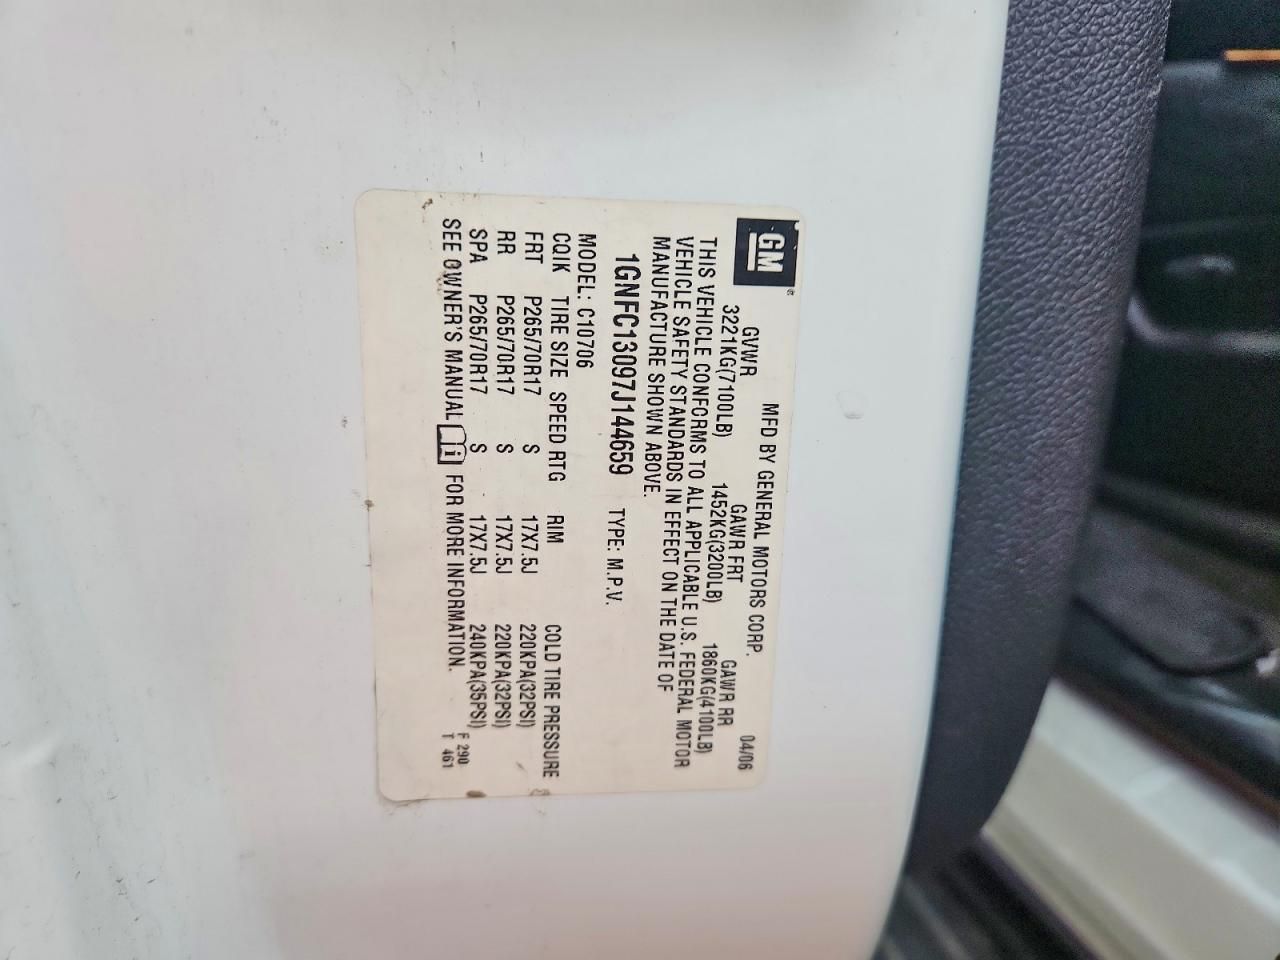 GM
MFD BY GENERAL MOTORS CORP. 04/06
GVWR GAWR FRT GAWR RR
3221KG(7100LB) 1452KG(3200LB) 1860KG(4100LB)
THIS VEHICLE CONFORMS TO ALL APPLICABLE U.S. FEDERAL MOTOR
VEHICLE SAFETY STANDARDS IN EFFECT ON THE DATE OF
MANUFACTURE SHOWN ABOVE.
1GNFC13097J144659 TYPE: M.P.V.
MODEL: C10706
CQIK TIRE SIZE SPEED RTG RIM COLD TIRE PRESSURE
FRT P265/70R17 S 17X7.5J 220KPA(32PSI)
RR P265/70R17 S 17X7.5J 220KPA(32PSI)
SPA P265/70R17 S 17X7.5J 240KPA(35PSI)
SEE OWNER'S MANUAL i FOR MORE INFORMATION.
F 290
T 461